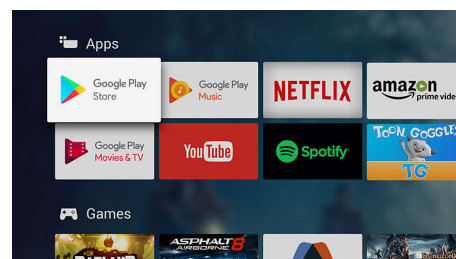 Apps
Google Play
Store
Google Play
Music
NETFLIX
amazon
prime video
Google Play
Movies & TV
YouTube
Spotify
TOON GOGGLES
TG
Games
BADLAND
ASPHALT 8
AIRBORNE